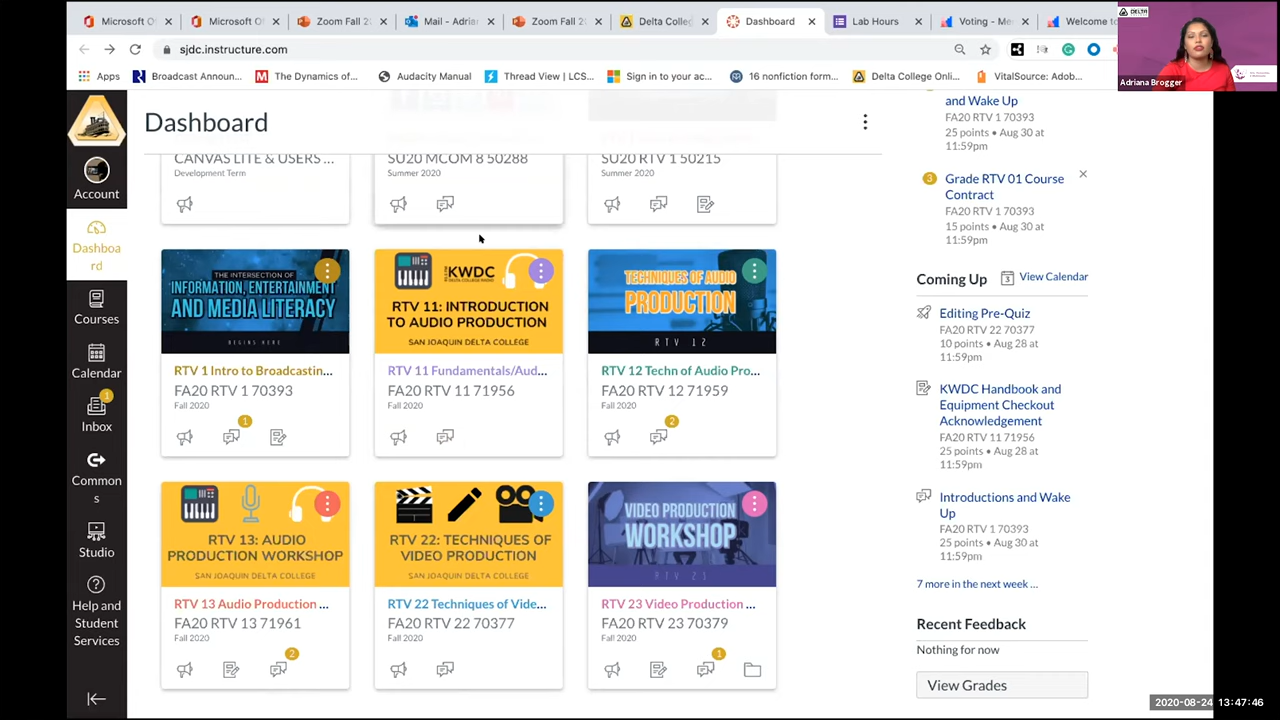 Microsoft O
Microsoft O
Zoom Fall 2
Mail - Adria
Zoom Fall 2
Delta Colle
Dashboard
Lab Hours
Voting - Me
Welcome to
sjdc.instructure.com
Apps
Broadcast Announ...
The Dynamics of...
Audacity Manual
Thread View | LCS...
Sign in to your ac...
16 nonfiction form...
Delta College Onli...
VitalSource: Adob...
DELTA
Adriana Brogger
Account
Dashboa
rd
Courses
Calendar
1
Inbox
Common
s
Studio
Help and
Student
Services
Dashboard
CANVAS LITE & USERS ...
Development Term
SU20 MCOM 8 50288
Summer 2020
SU20 RTV 1 50215
Summer 2020
THE INTERSECTION OF
INFORMATION, ENTERTAINMENT
AND MEDIA LITERACY
BEGINS HERE
RTV 1 Intro to Broadcastin...
FA20 RTV 1 70393
Fall 2020
1
KWDC
DELTA COLLEGE RADIO
RTV 11: INTRODUCTION
TO AUDIO PRODUCTION
SAN JOAQUIN DELTA COLLEGE
RTV 11 Fundamentals/Aud...
FA20 RTV 11 71956
Fall 2020
TECHNIQUES OF AUDIO
PRODUCTION
RTV 12
RTV 12 Techn of Audio Pro...
FA20 RTV 12 71959
Fall 2020
2
RTV 13: AUDIO
PRODUCTION WORKSHOP
SAN JOAQUIN DELTA COLLEGE
RTV 13 Audio Production ...
FA20 RTV 13 71961
Fall 2020
2
RTV 22: TECHNIQUES OF
VIDEO PRODUCTION
SAN JOAQUIN DELTA COLLEGE
RTV 22 Techniques of Vide...
FA20 RTV 22 70377
Fall 2020
VIDEO PRODUCTION
WORKSHOP
RTV 23
RTV 23 Video Production ...
FA20 RTV 23 70379
Fall 2020
1
and Wake Up
FA20 RTV 1 70393
25 points • Aug 30 at
11:59pm
3
Grade RTV 01 Course
Contract
FA20 RTV 1 70393
15 points • Aug 30 at
11:59pm
Coming Up
View Calendar
Editing Pre-Quiz
FA20 RTV 22 70377
10 points • Aug 28 at
11:59pm
KWDC Handbook and
Equipment Checkout
Acknowledgement
FA20 RTV 11 71956
25 points • Aug 28 at
11:59pm
Introductions and Wake
Up
FA20 RTV 1 70393
25 points • Aug 30 at
11:59pm
7 more in the next week ...
Recent Feedback
Nothing for now
View Grades
2020-08-24 13:47:46